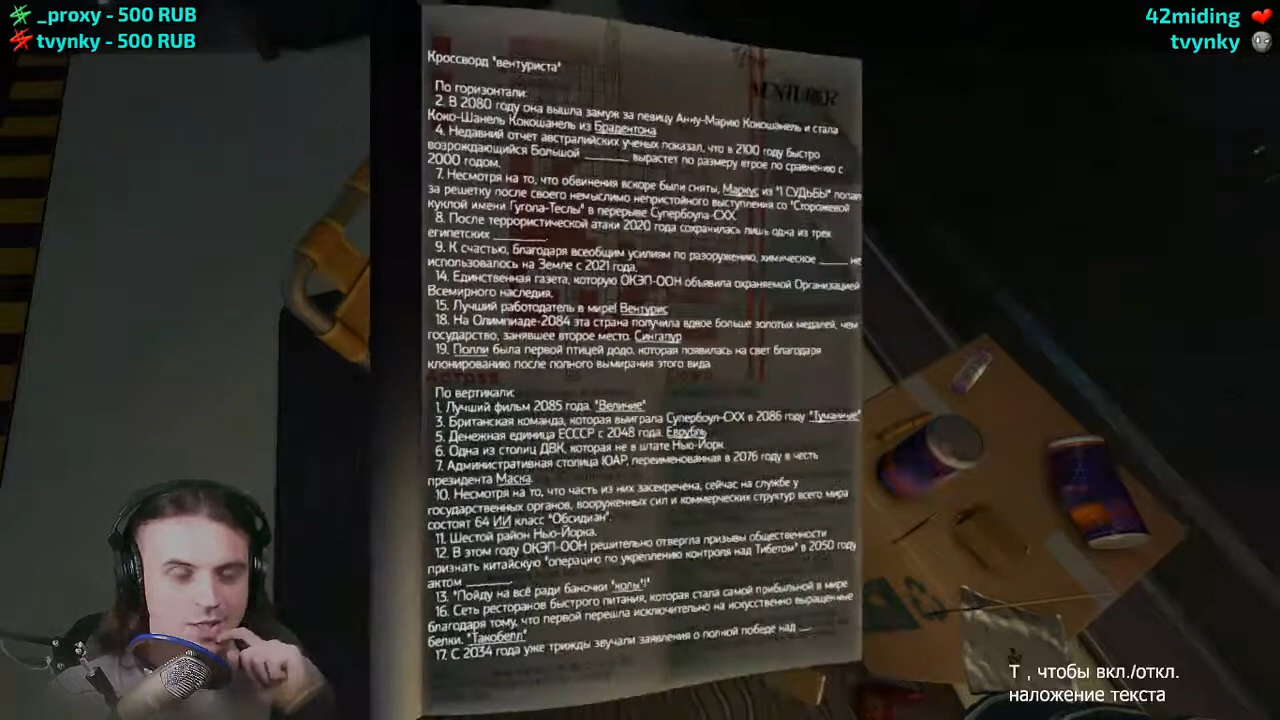 _proxy - 500 RUB
tvynky - 500 RUB
42miding
tvynky
Кроссворд "вентуриста"
По горизонтали:
2. В 2080 году она вышла замуж за певицу Анну-Марию Кокошанель и стала
Коко-Шанель Кокошанель из Брадентона
4. Недавний отчет австралийских ученых показал, что в 2100 году быстро
возрождающийся Большой _______ вырастет по размеру втрое по сравнению с
2000 годом.
7. Несмотря на то, что обвинения вскоре были сняты, Маркус из "1 СУДЬБЫ" попал
за решетку после своего немыслимо непристойного выступления со "Сторожевой
куклой имени Гугола-Теслы" в перерыве Супербоула-СХХ
8. После террористической атаки 2020 года сохранилась лишь одна из трех
египетских ________.
9. К счастью, благодаря всеобщим усилиям по разоружению, химическое ____ не
использовалось на Земле с 2021 года.
14. Единственная газета, которую ОКЭП-ООН объявила охраняемой Организацией
Всемирного наследия.
15. Лучший работодатель в мире! Вентурис
18. На Олимпиаде-2084 эта страна получила вдвое больше золотых медалей, чем
государство, занявшее второе место. Сингапур
19. Полли была первой птицей додо, которая появилась на свет благодаря
клонированию после полного вымирания этого вида
По вертикали:
1. Лучший фильм 2085 года. "Величие"
3. Британская команда, которая выиграла Супербоул-СХХ в 2086 году
5. Денежная единица ЕСССР с 2048 года. Еврубль
6. Одна из столиц ДВК, которая не в штате Нью-Йорк.
7. Административная столица ЮАР, переименованная в 2076 году в честь
президента Маска.
10. Несмотря на то, что часть из них засекречена, сейчас на службе у
государственных органов, вооруженных сил и коммерческих структур всего мира
состоят 64 ИИ класс "Обсидиан".
11. Шестой район Нью-Йорка.
12. В этом году ОКЭП-ООН решительно отвергла призывы общественности
признать китайскую "операцию по укреплению контроля над Тибетом" в 2050 году
актом _______.
13. "Пойду на всё ради баночки "колы"!"
16. Сеть ресторанов быстрого питания, которая стала самой прибыльной в мире
благодаря тому, что первой перешла исключительно на искусственно выращенные
белки. "Такобелл"
17. С 2034 года уже трижды звучали заявления о полной победе над __
T , чтобы вкл./откл.
наложение текста